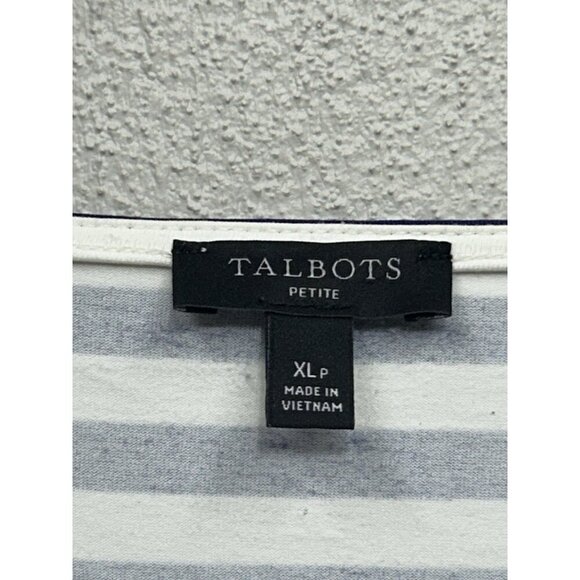 TALBOTS
PETITE
XL P
MADE IN
VIETNAM